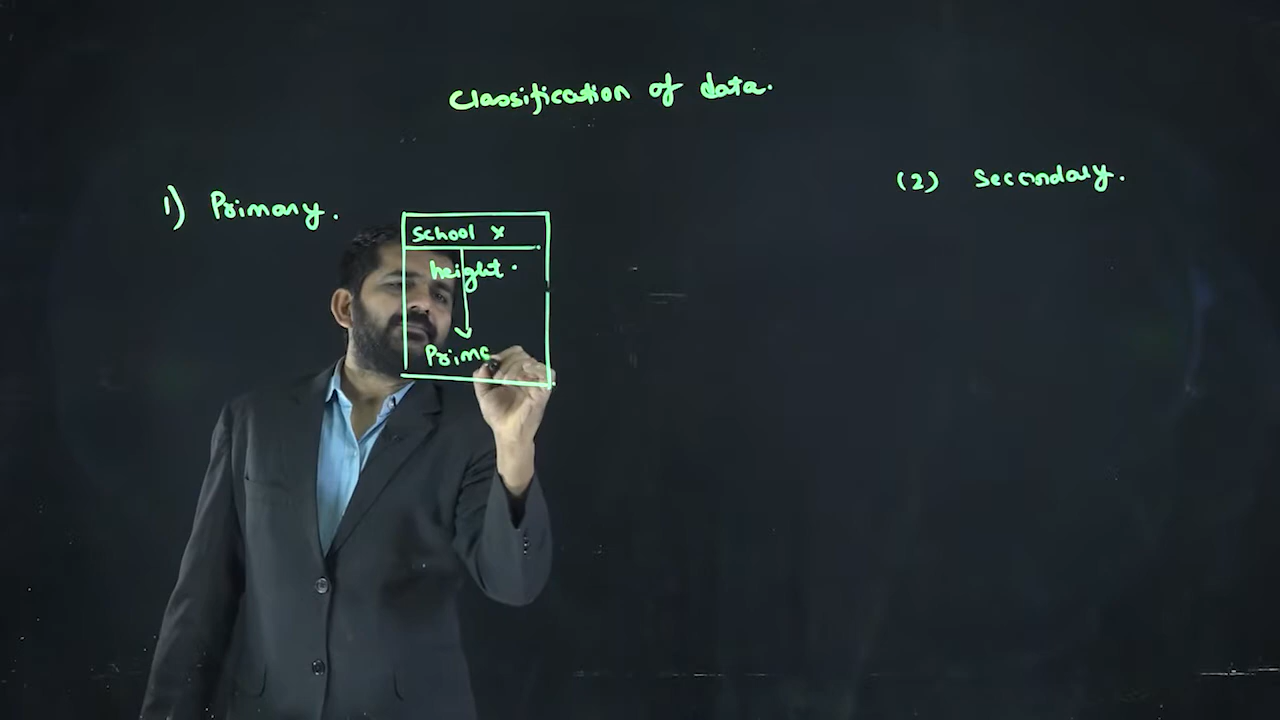 Classification of data.
1) Primary.
(2) Secondary.
School x
height.
Prima